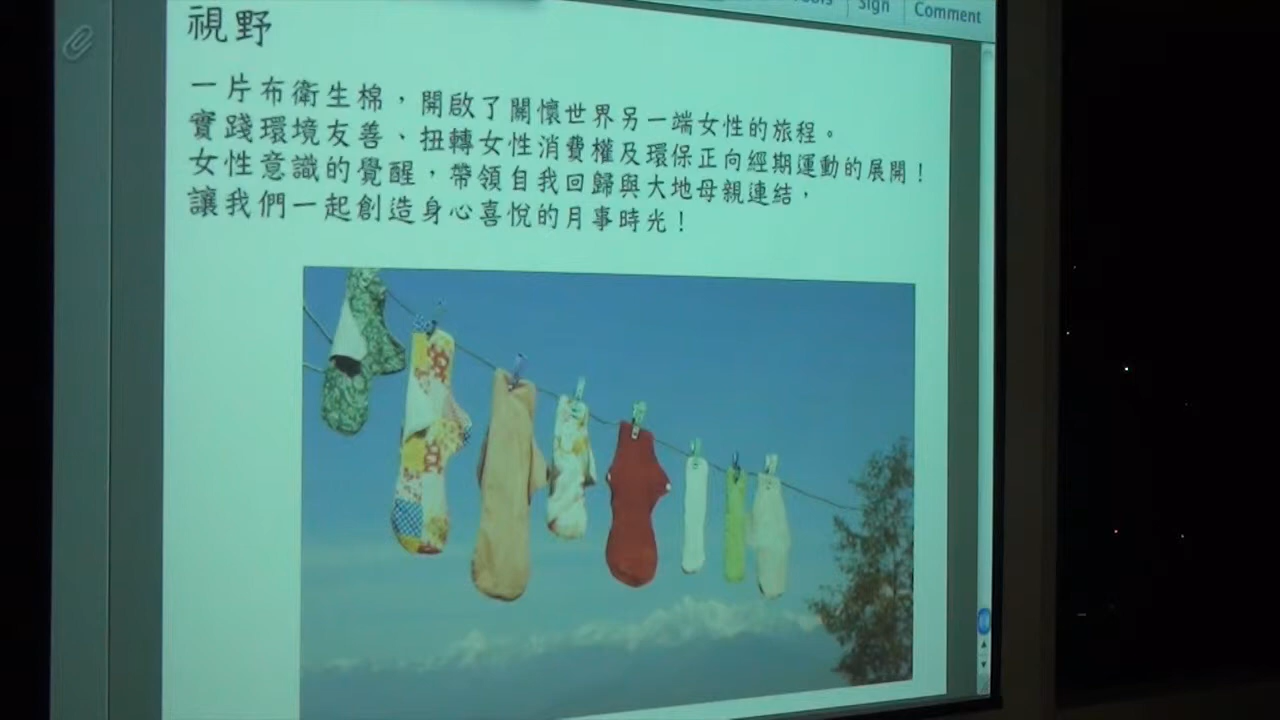 Sign
Comment
視野
一片布衛生棉，開啟了關懷世界另一端女性的旅程。
實踐環境友善、扭轉女性消費權及環保正向經期運動的展開！
女性意識的覺醒，帶領自我回歸與大地母親連結，
讓我們一起創造身心喜悅的月事時光！